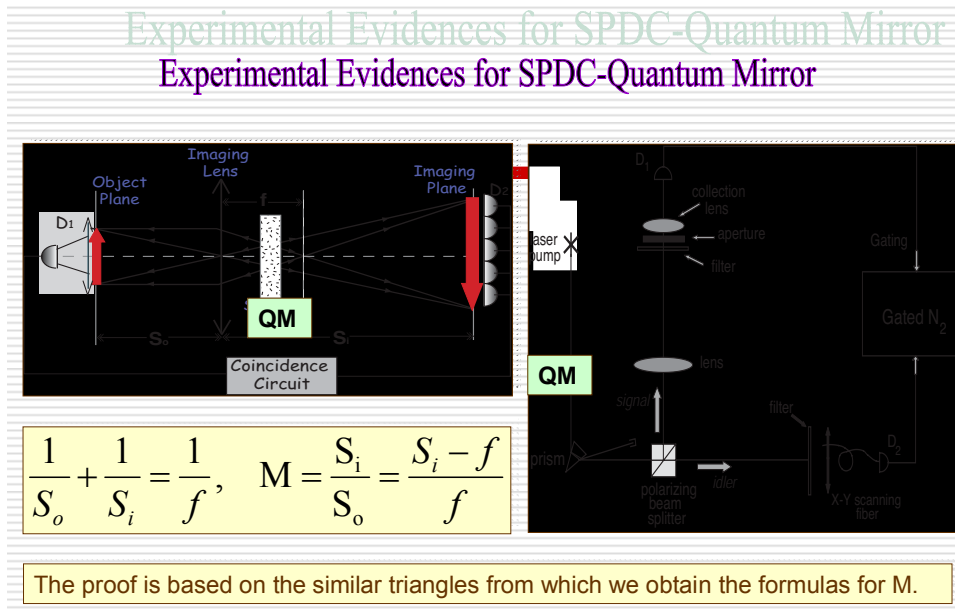 Experimental Evidences for SPDC-Quantum Mirror
Experimental Evidences for SPDC-Quantum Mirror
Imaging
Lens
Object
Plane
Imaging
Plane
D1
f
D2
QM
So
Si
Coincidence
Circuit
D1
collection
lens
aperture
filter
laser
pump
Gating
Gated N2
QM
lens
signal
filter
prism
idler
D2
polarizing
beam
splitter
X-Y scanning
fiber
1/So + 1/Si = 1/f, M = Si/So = (Si − f)/f
The proof is based on the similar triangles from which we obtain the formulas for M.